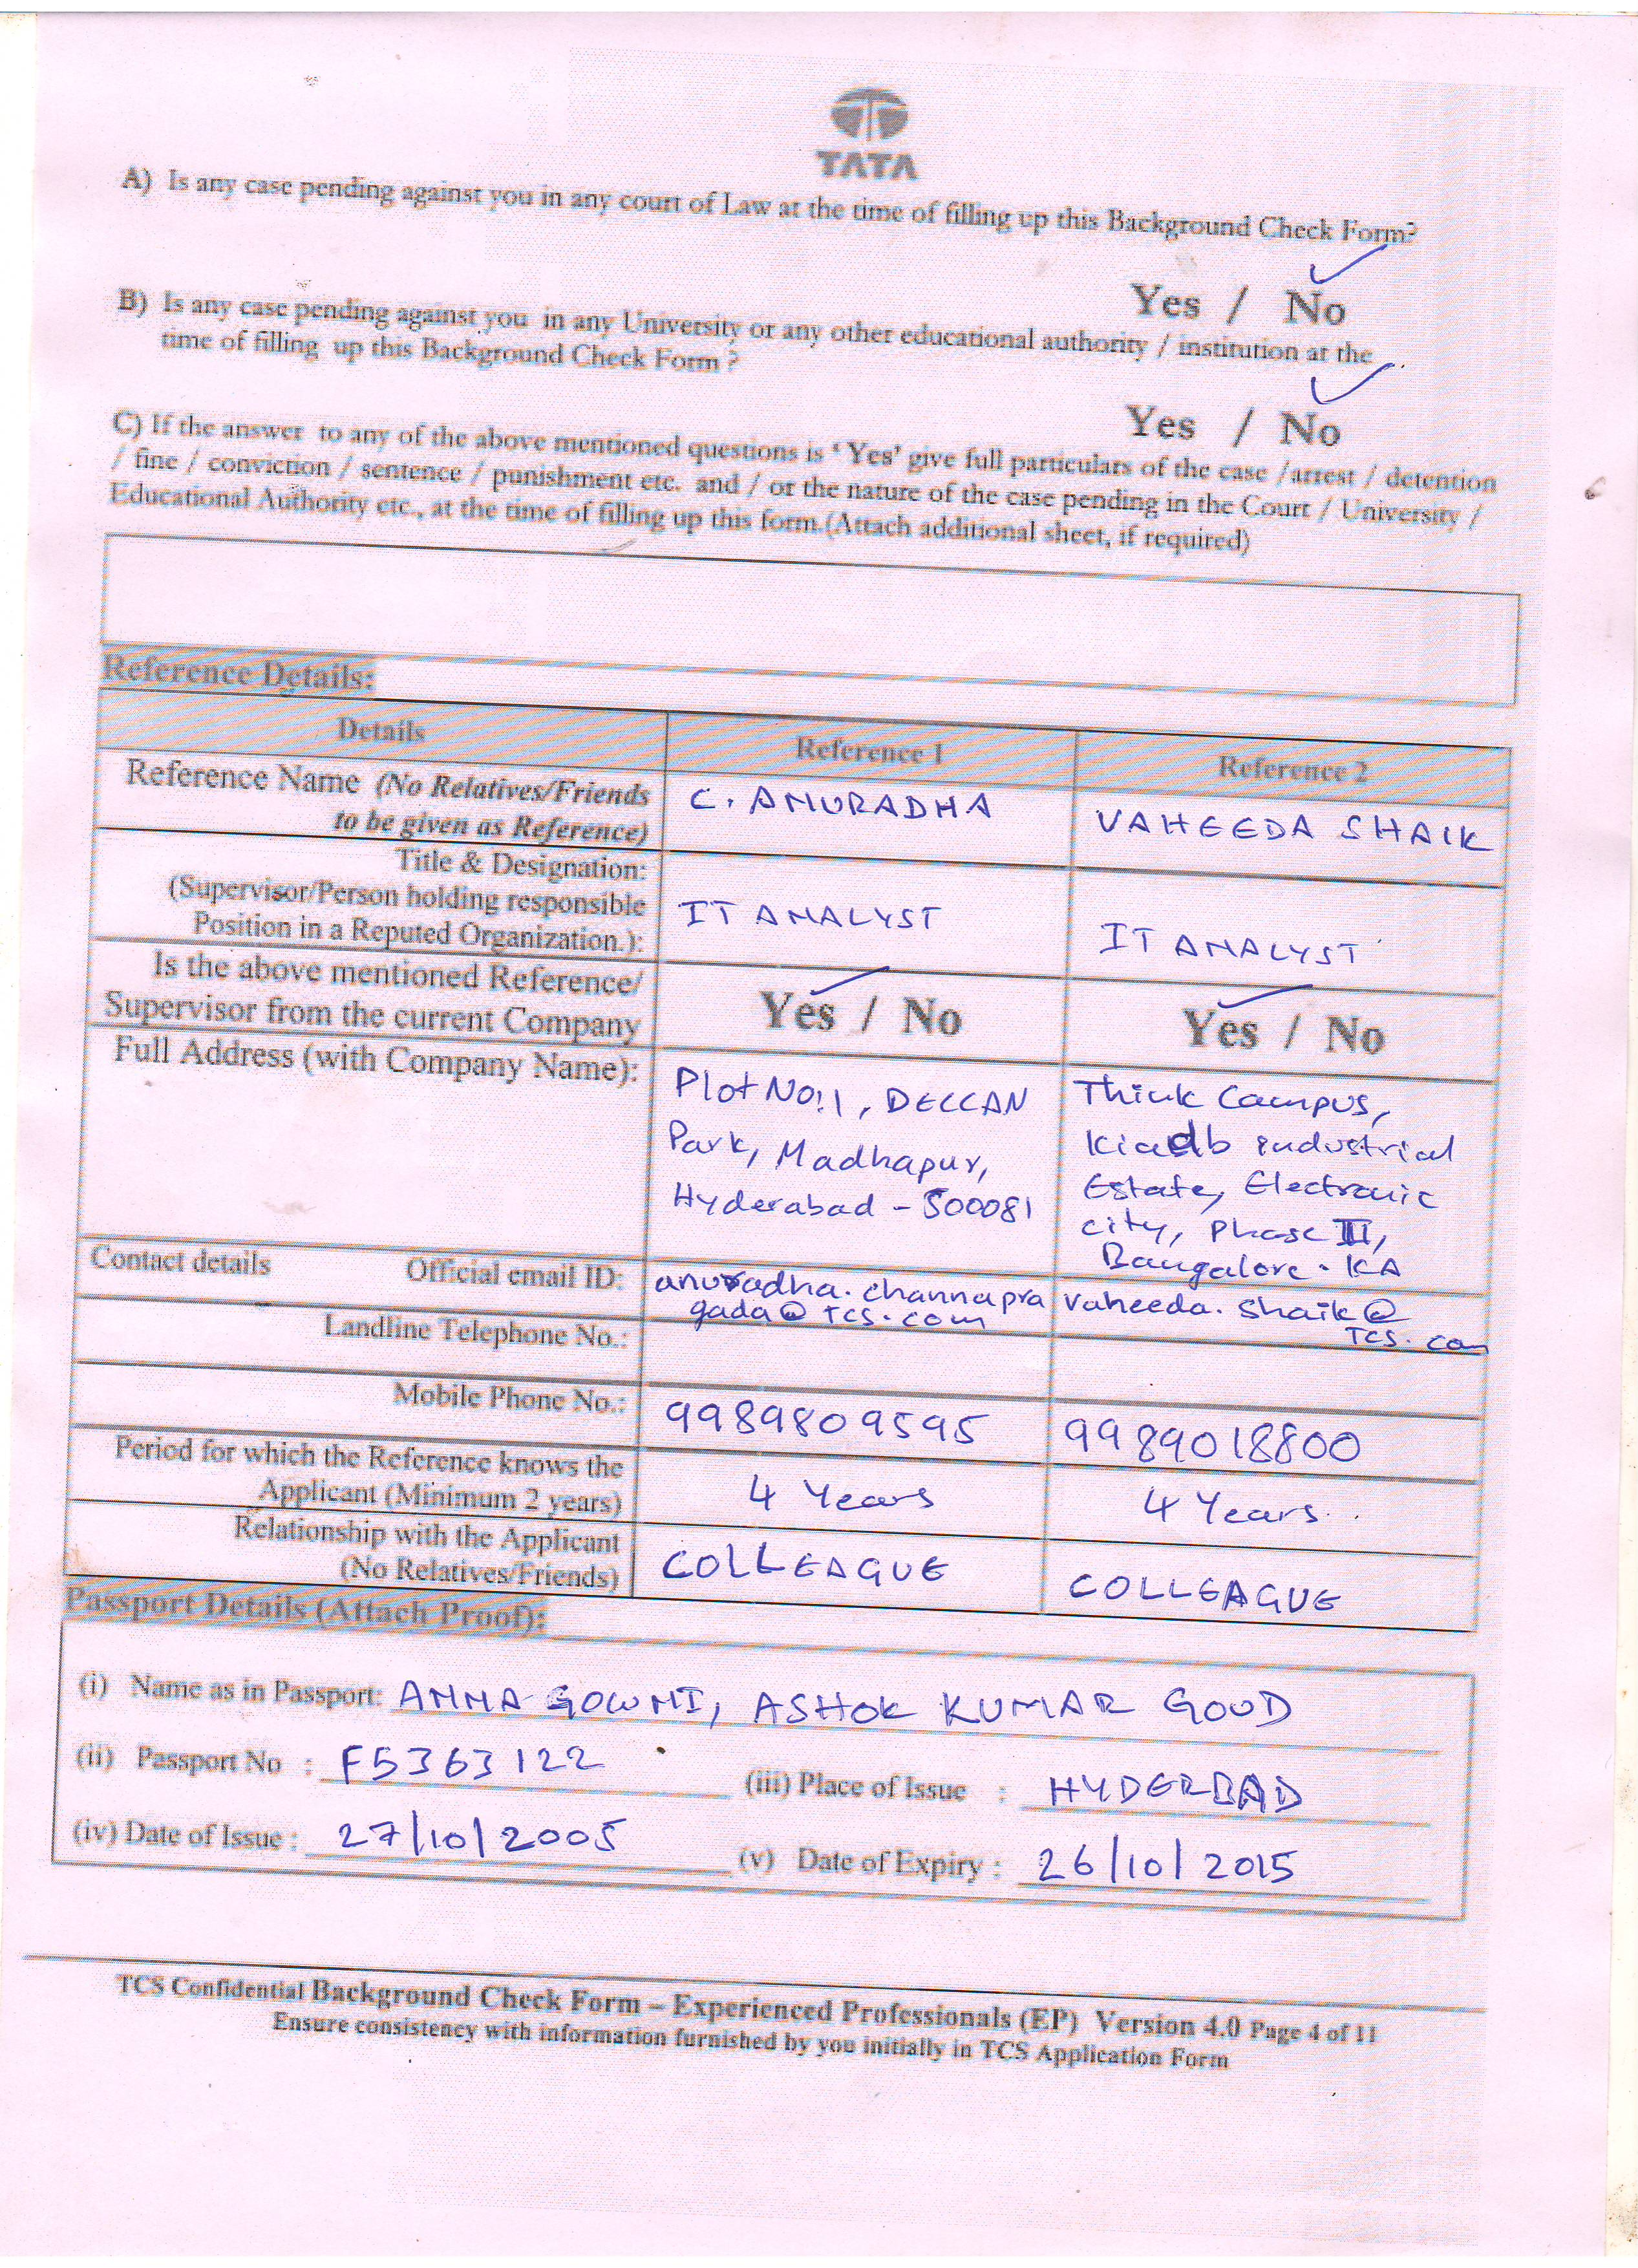 TATA
A) Is any case pending against you in any court of Law at the time of filling up this Background Check Form?
Yes / No
B) Is any case pending against you in any University or any other educational authority / institution at the
time of filling up this Background Check Form ?
Yes / No
C) If the answer to any of the above mentioned questions is ‘Yes’ give full particulars of the case /arrest / detention
/ fine / conviction / sentence / punishment etc. and / or the nature of the case pending in the Court / University /
Educational Authority etc., at the time of filling up this form.(Attach additional sheet, if required)
Reference Details:
Details Reference 1 Reference 2
Reference Name (No Relatives/Friends
to be given as Reference)
C. ANURADHA
VAHEEDA SHAIK
Title & Designation:
(Supervisor/Person holding responsible
Position in a Reputed Organization.):
IT ANALYST
IT ANALYST
Is the above mentioned Reference/
Supervisor from the current Company
Yes / No
Yes / No
Full Address (with Company Name):
Plot No:1, DECCAN
Park, Madhapur,
Hyderabad - 500081
Think Campus,
Kiadb industrial
Estate, Electronic
city, Phase II,
Bangalore. KA
Contact details Official email ID:
anuradha.channapra
gada@TCS.com
Vaheeda.Shaik@
TCS.com
Landline Telephone No.:
Mobile Phone No.:
9989809595
9989018800
Period for which the Reference knows the
Applicant (Minimum 2 years)
4 Years
4 Years
Relationship with the Applicant
(No Relatives/Friends)
COLLEAGUE
COLLEAGUE
Passport Details (Attach Proof):
(i) Name as in Passport: ANNA GOWNI, ASHOK KUMAR GOUD
(ii) Passport No : F5363122
(iii) Place of Issue : HYDERBAD
(iv) Date of Issue : 27/10/2005
(v) Date of Expiry : 26/10/2015
TCS Confidential Background Check Form – Experienced Professionals (EP) Version 4.0 Page 4 of 11
Ensure consistency with information furnished by you initially in TCS Application Form